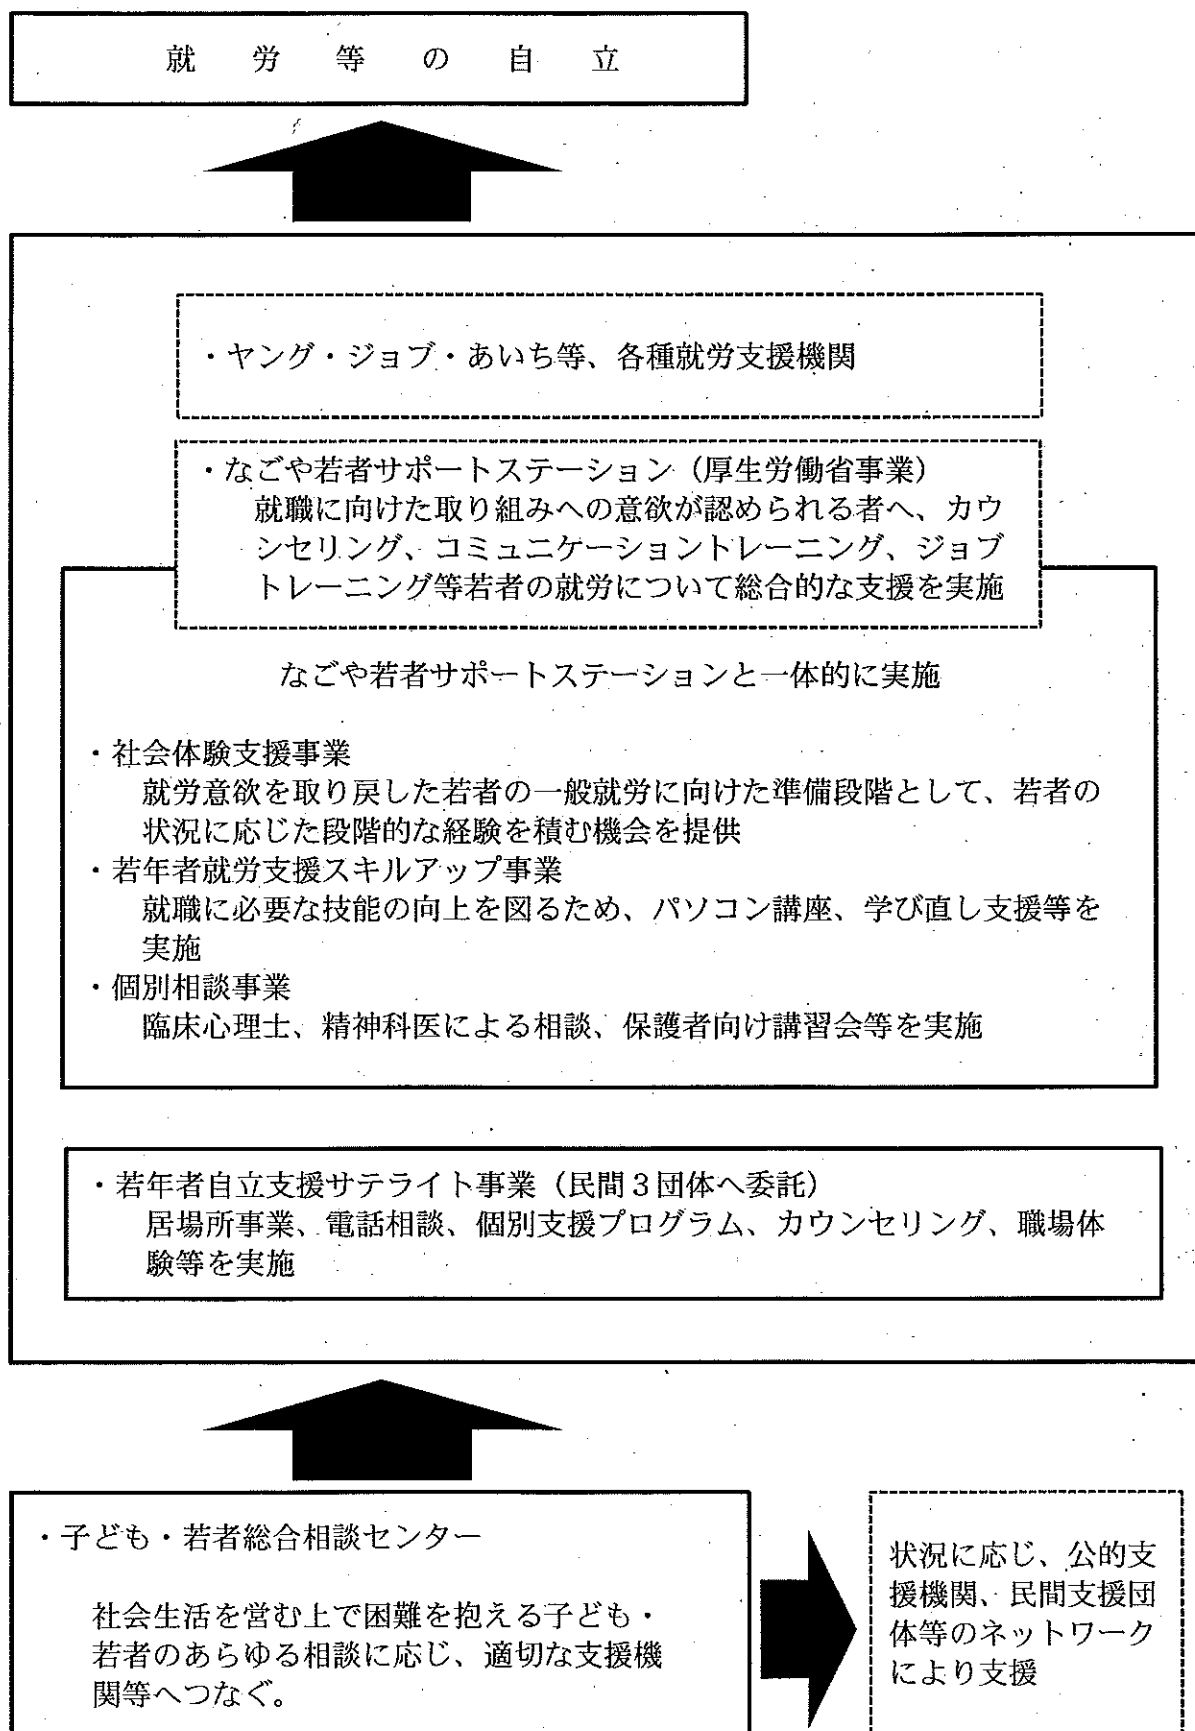 就労等の自立
・ヤング・ジョブ・あいち等、各種就労支援機関
・なごや若者サポートステーション（厚生労働省事業）
就職に向けた取り組みへの意欲が認められる者へ、カウ
ンセリング、コミュニケーショントレーニング、ジョブ
トレーニング等若者の就労について総合的な支援を実施
なごや若者サポートステーションと一体的に実施
・社会体験支援事業
就労意欲を取り戻した若者の一般就労に向けた準備段階として、若者の
状況に応じた段階的な経験を積む機会を提供
・若年者就労支援スキルアップ事業
就職に必要な技能の向上を図るため、パソコン講座、学び直し支援等を
実施
・個別相談事業
臨床心理士、精神科医による相談、保護者向け講習会等を実施
・若年者自立支援サテライト事業（民間３団体へ委託）
居場所事業、電話相談、個別支援プログラム、カウンセリング、職場体
験等を実施
・子ども・若者総合相談センター
社会生活を営む上で困難を抱える子ども・
若者のあらゆる相談に応じ、適切な支援機
関等へつなぐ。
状況に応じ、公的支
援機関、民間支援団
体等のネットワーク
により支援